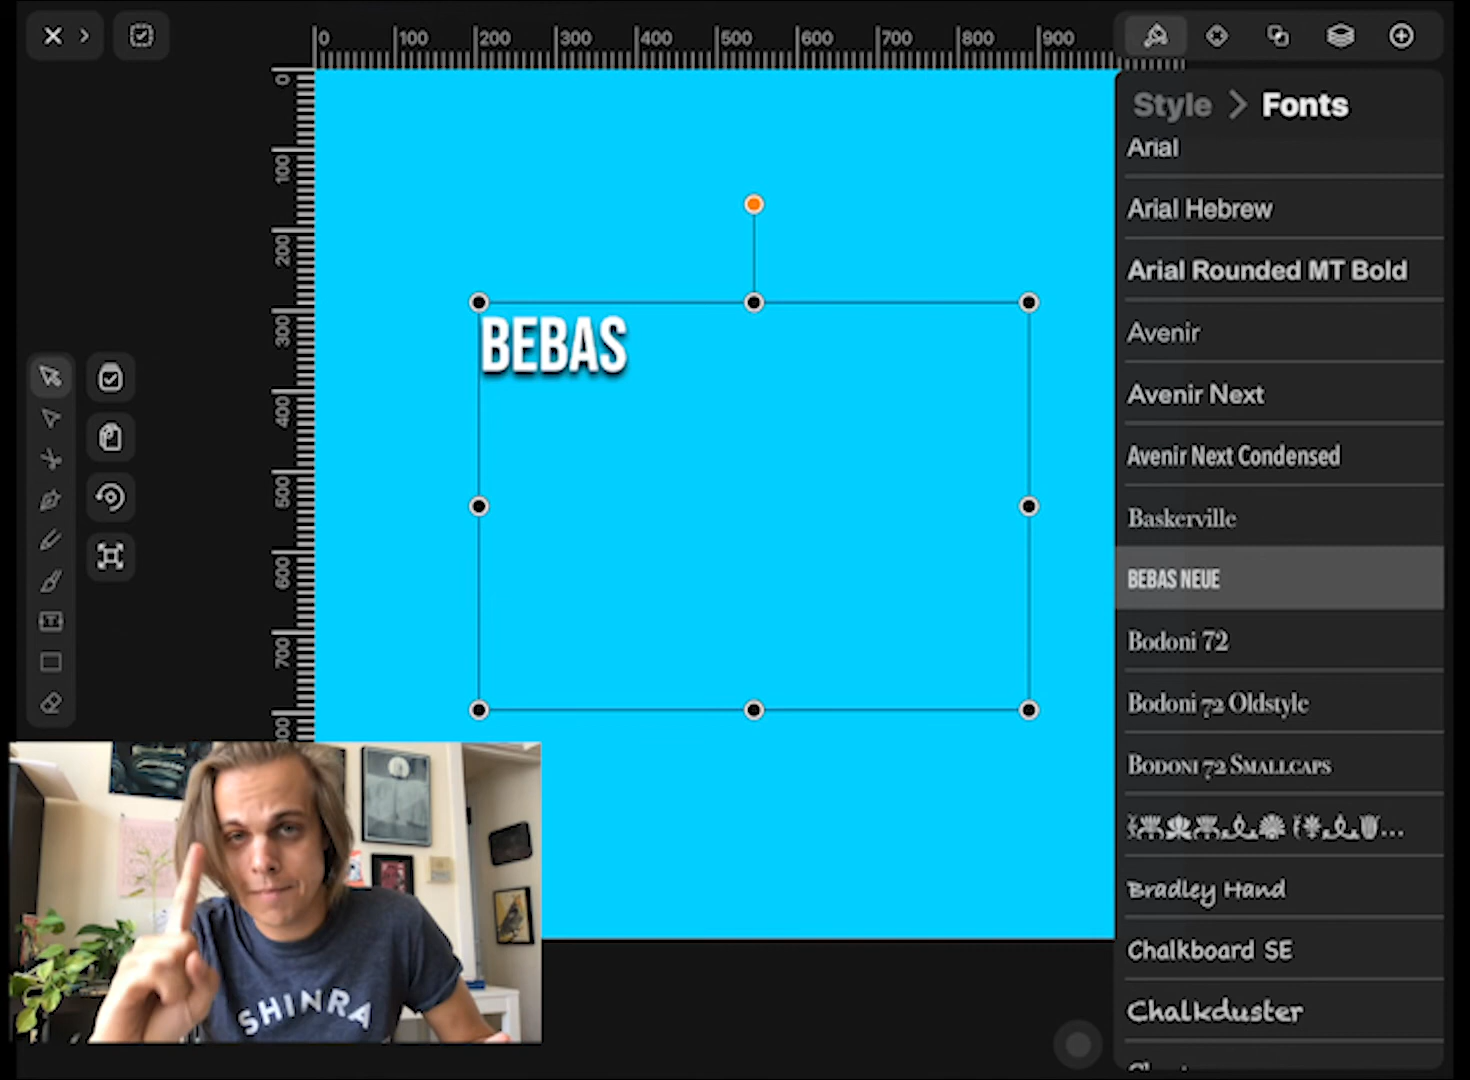 0 100 200 300 400 500 600 700 800 900
0
100
200
300
400
500
600
700
800
BEBAS
Style > Fonts
Arial
Arial Hebrew
Arial Rounded MT Bold
Avenir
Avenir Next
Avenir Next Condensed
Baskerville
BEBAS NEUE
Bodoni 72
Bodoni 72 Oldstyle
BODONI 72 SMALLCAPS
Bradley Hand
Chalkboard SE
Chalkduster
SHINRA